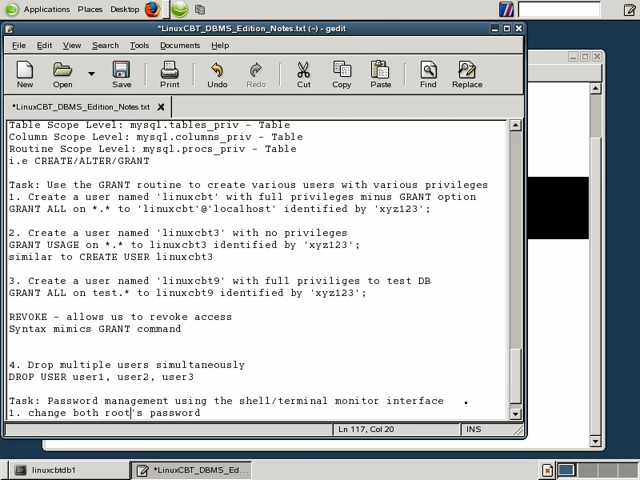 Applications Places Desktop
*LinuxCBT_DBMS_Edition_Notes.txt (~) - gedit
File Edit View Search Tools Documents Help
New Open Save Print Undo Redo Cut Copy Paste Find Replace
*LinuxCBT_DBMS_Edition_Notes.txt
Table Scope Level: mysql.tables_priv - Table
Column Scope Level: mysql.columns_priv - Table
Routine Scope Level: mysql.procs_priv - Table
i.e CREATE/ALTER/GRANT
Task: Use the GRANT routine to create various users with various privileges
1. Create a user named 'linuxcbt' with full privileges minus GRANT option
GRANT ALL on *.* to 'linuxcbt'@'localhost' identified by 'xyz123';
2. Create a user named 'linuxcbt3' with no privileges
GRANT USAGE on *.* to linuxcbt3 identified by 'xyz123';
similar to CREATE USER linuxcbt3
3. Create a user named 'linuxcbt9' with full priviliges to test DB
GRANT ALL on test.* to linuxcbt9 identified by 'xyz123';
REVOKE - allows us to revoke access
Syntax mimics GRANT command
4. Drop multiple users simultaneously
DROP USER user1, user2, user3
Task: Password management using the shell/terminal monitor interface
1. change both root's password
Ln 117, Col 20 INS
linuxcbtdb1 *LinuxCBT_DBMS_Ed...